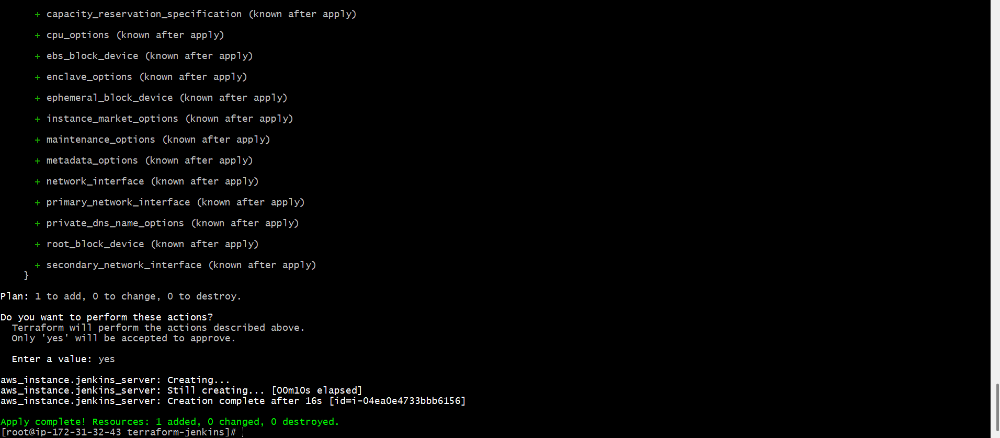 + capacity_reservation_specification (known after apply)
+ cpu_options (known after apply)
+ ebs_block_device (known after apply)
+ enclave_options (known after apply)
+ ephemeral_block_device (known after apply)
+ instance_market_options (known after apply)
+ maintenance_options (known after apply)
+ metadata_options (known after apply)
+ network_interface (known after apply)
+ primary_network_interface (known after apply)
+ private_dns_name_options (known after apply)
+ root_block_device (known after apply)
+ secondary_network_interface (known after apply)
}
Plan: 1 to add, 0 to change, 0 to destroy.
Do you want to perform these actions?
Terraform will perform the actions described above.
Only 'yes' will be accepted to approve.
Enter a value: yes
aws_instance.jenkins_server: Creating...
aws_instance.jenkins_server: Still creating... [00m10s elapsed]
aws_instance.jenkins_server: Creation complete after 16s [id=i-04ea0e4733bbb6156]
Apply complete! Resources: 1 added, 0 changed, 0 destroyed.
[root@ip-172-31-32-43 terraform-jenkins]#